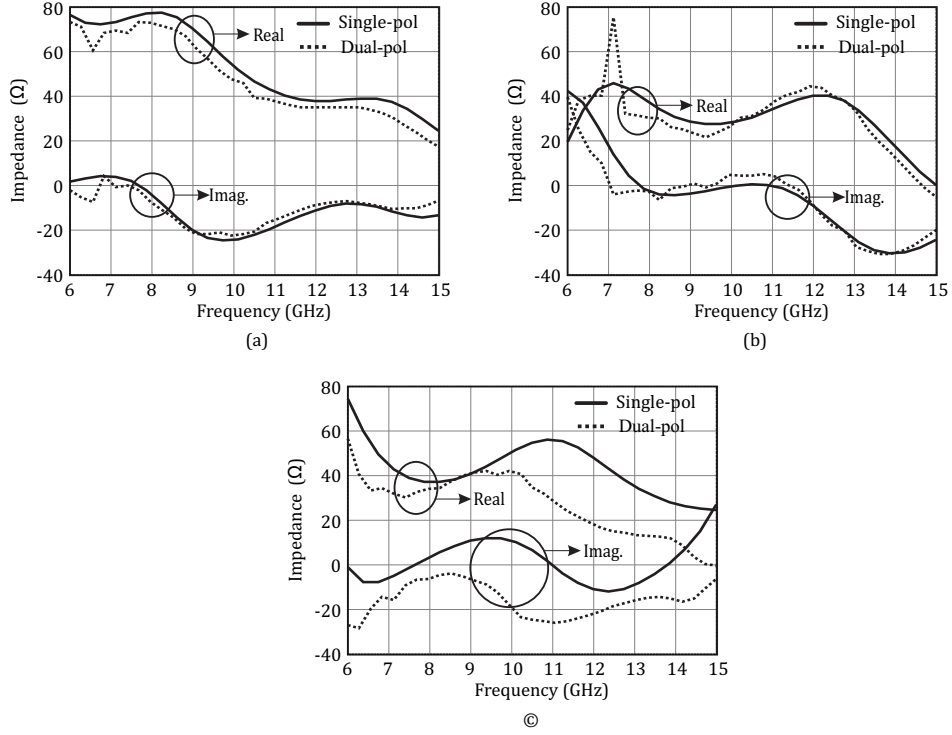 80
60
40
20
0
-20
-40
Impedance (Ω)
Single-pol
Dual-pol
Real
Imag.
6 7 8 9 10 11 12 13 14 15
Frequency (GHz)
(a)
80
60
40
20
0
-20
-40
Impedance (Ω)
Single-pol
Dual-pol
Real
Imag.
6 7 8 9 10 11 12 13 14 15
Frequency (GHz)
(b)
80
60
40
20
0
-20
-40
Impedance (Ω)
Single-pol
Dual-pol
Real
Imag.
6 7 8 9 10 11 12 13 14 15
Frequency (GHz)
©